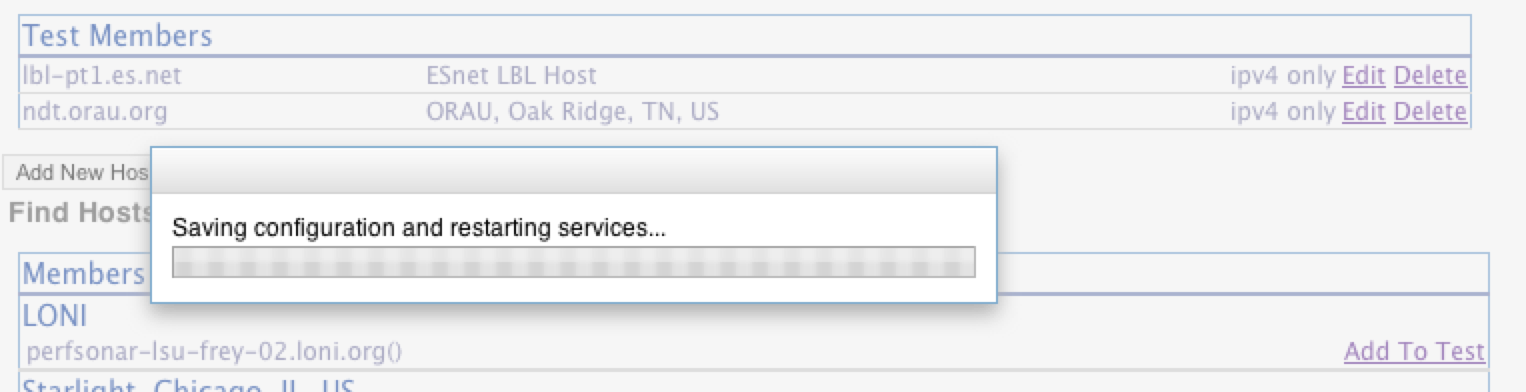 Test Members
lbl-pt1.es.net ESnet LBL Host ipv4 only Edit Delete
ndt.orau.org ORAU, Oak Ridge, TN, US ipv4 only Edit Delete
Add New Hos
Find Hosts
Saving configuration and restarting services...
Members
LONI
perfsonar-lsu-frey-02.loni.org() Add To Test
Starlight, Chicago, IL, US